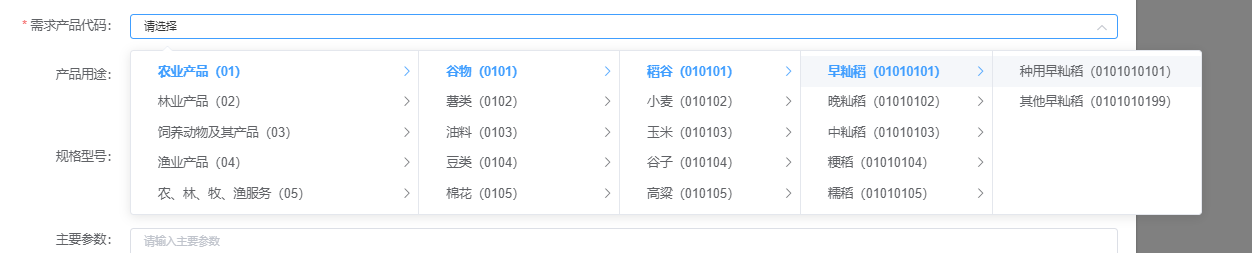 * 需求产品代码： 请选择
产品用途：
规格型号：
农业产品（01） 谷物（0101） 稻谷（010101） 早籼稻（01010101） 种用早籼稻（0101010101）
林业产品（02） 薯类（0102） 小麦（010102） 晚籼稻（01010102） 其他早籼稻（0101010199）
饲养动物及其产品（03） 油料（0103） 玉米（010103） 中籼稻（01010103）
渔业产品（04） 豆类（0104） 谷子（010104） 粳稻（01010104）
农、林、牧、渔服务（05） 棉花（0105） 高粱（010105） 糯稻（01010105）
主要参数： 请输入主要参数